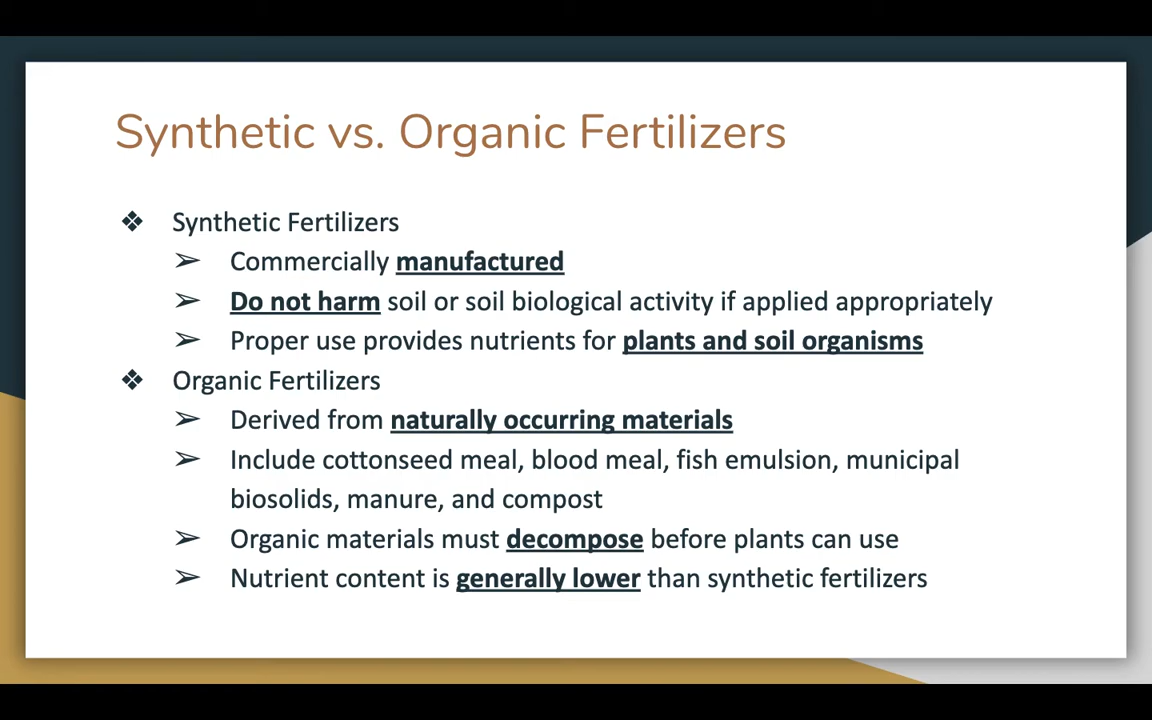 Synthetic vs. Organic Fertilizers
❖ Synthetic Fertilizers
➢ Commercially manufactured
➢ Do not harm soil or soil biological activity if applied appropriately
➢ Proper use provides nutrients for plants and soil organisms
❖ Organic Fertilizers
➢ Derived from naturally occurring materials
➢ Include cottonseed meal, blood meal, fish emulsion, municipal
biosolids, manure, and compost
➢ Organic materials must decompose before plants can use
➢ Nutrient content is generally lower than synthetic fertilizers